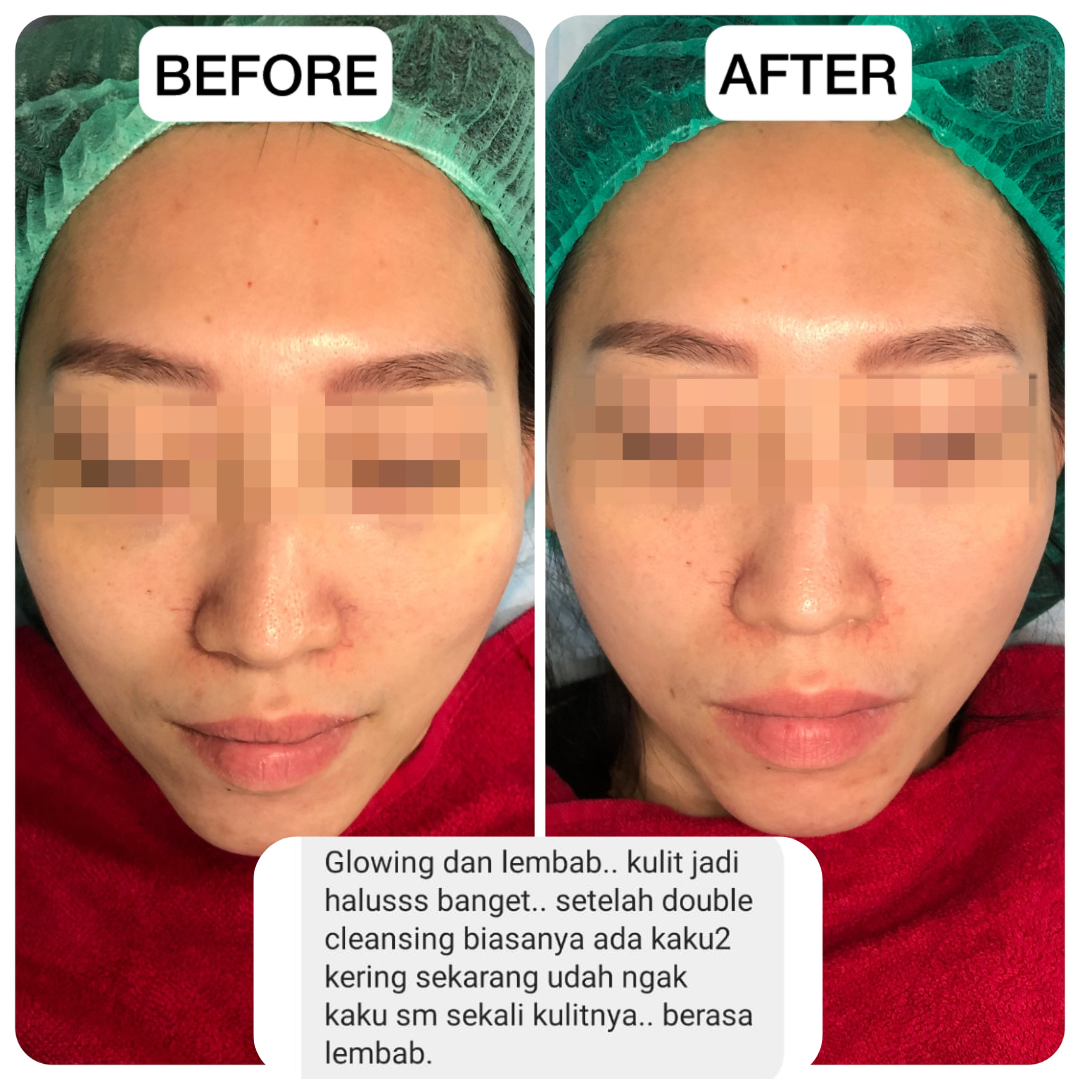 BEFORE
AFTER
Glowing dan lembab.. kulit jadi
halusss banget.. setelah double
cleansing biasanya ada kaku2
kering sekarang udah ngak
kaku sm sekali kulitnya.. berasa
lembab.